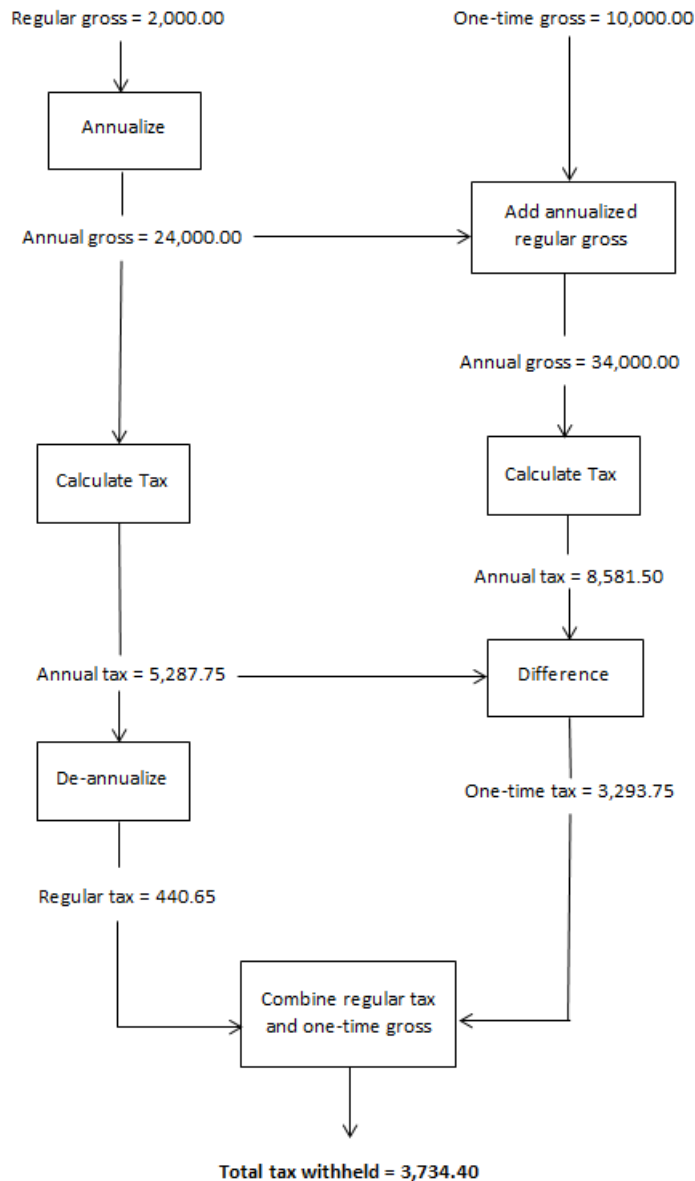 Regular gross = 2,000.00
One-time gross = 10,000.00
Annualize
Add annualized
regular gross
Annual gross = 24,000.00
Annual gross = 34,000.00
Calculate Tax
Calculate Tax
Annual tax = 8,581.50
Annual tax = 5,287.75
Difference
De-annualize
One-time tax = 3,293.75
Regular tax = 440.65
Combine regular tax
and one-time gross
Total tax withheld = 3,734.40